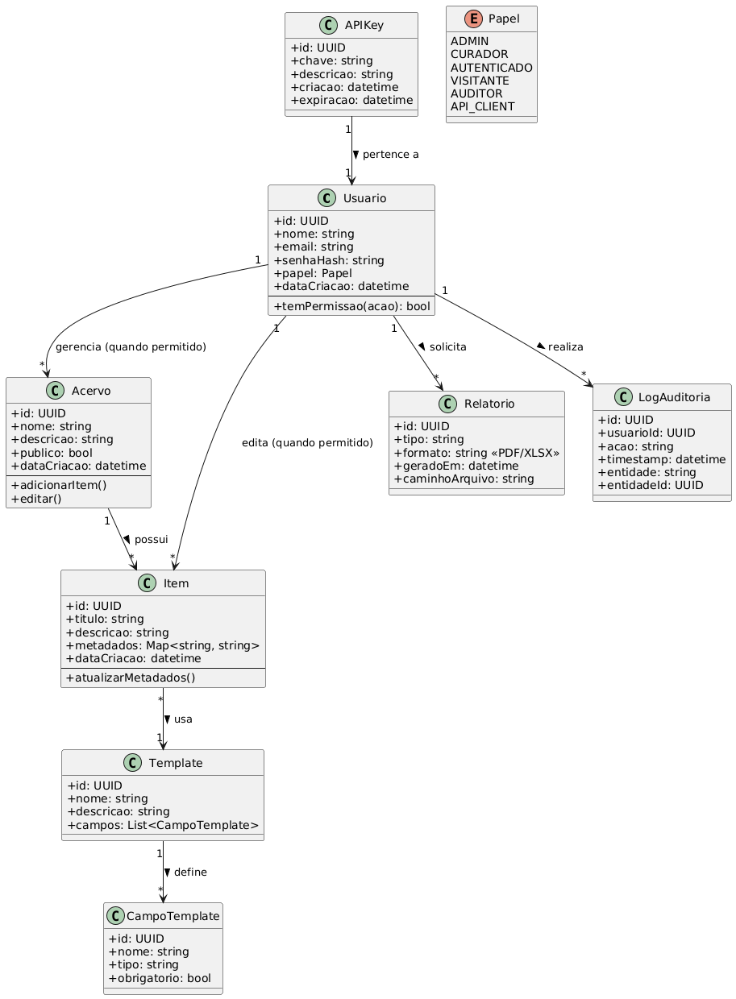 C APIKey
+id: UUID
+chave: string
+descricao: string
+criacao: datetime
+expiracao: datetime
E Papel
ADMIN
CURADOR
AUTENTICADO
VISITANTE
AUDITOR
API_CLIENT
1
pertence a
1
C Usuario
+id: UUID
+nome: string
+email: string
+senhaHash: string
+papel: Papel
+dataCriacao: datetime
+temPermissao(acao): bool
1
gerencia (quando permitido)
*
1
edita (quando permitido)
*
1
solicita
*
1
realiza
*
C Acervo
+id: UUID
+nome: string
+descricao: string
+publico: bool
+dataCriacao: datetime
+adicionarItem()
+editar()
C Relatorio
+id: UUID
+tipo: string
+formato: string «PDF/XLSX»
+geradoEm: datetime
+caminhoArquivo: string
C LogAuditoria
+id: UUID
+usuarioId: UUID
+acao: string
+timestamp: datetime
+entidade: string
+entidadeId: UUID
1
possui
*
C Item
+id: UUID
+titulo: string
+descricao: string
+metadados: Map<string, string>
+dataCriacao: datetime
+atualizarMetadados()
*
usa
1
C Template
+id: UUID
+nome: string
+descricao: string
+campos: List<CampoTemplate>
1
define
*
C CampoTemplate
+id: UUID
+nome: string
+tipo: string
+obrigatorio: bool